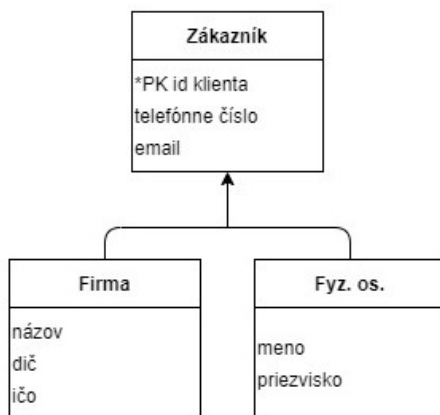 Zákazník
*PK id klienta
telefónne číslo
email
Firma
názov
dič
ičo
Fyz. os.
meno
priezvisko